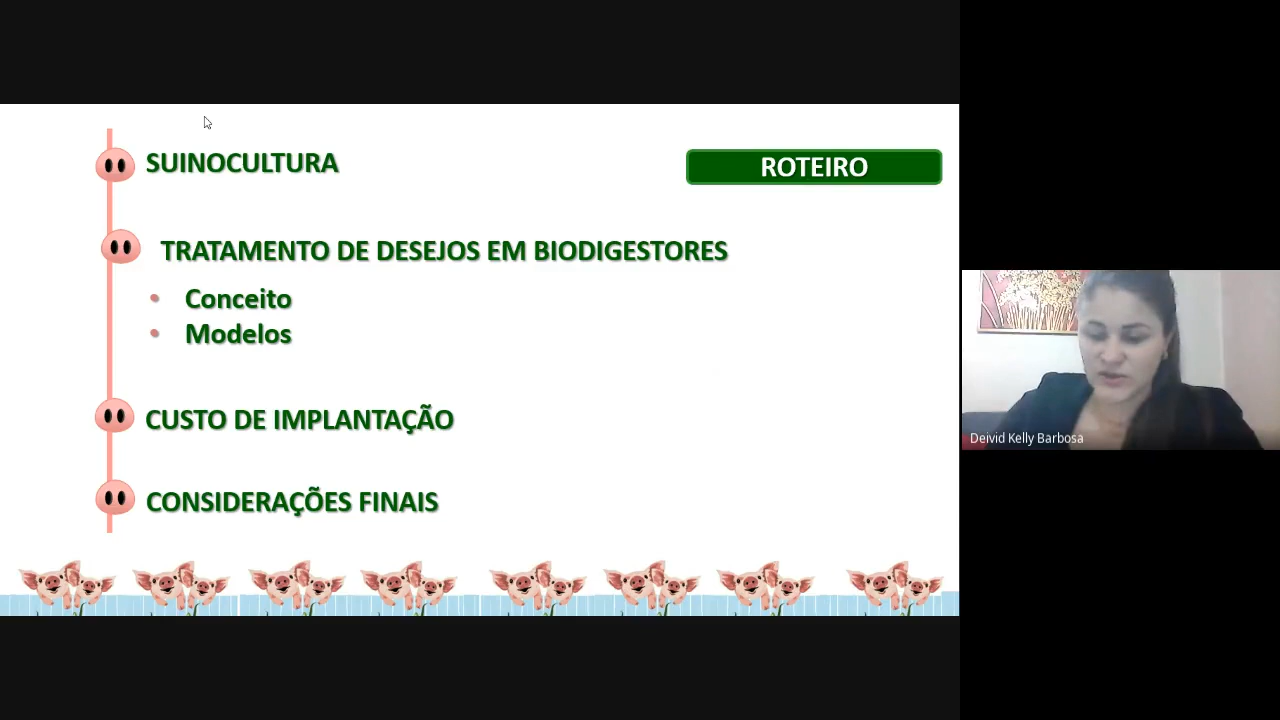 SUINOCULTURA
ROTEIRO
TRATAMENTO DE DESEJOS EM BIODIGESTORES
• Conceito
• Modelos
CUSTO DE IMPLANTAÇÃO
CONSIDERAÇÕES FINAIS
Deivid Kelly Barbosa